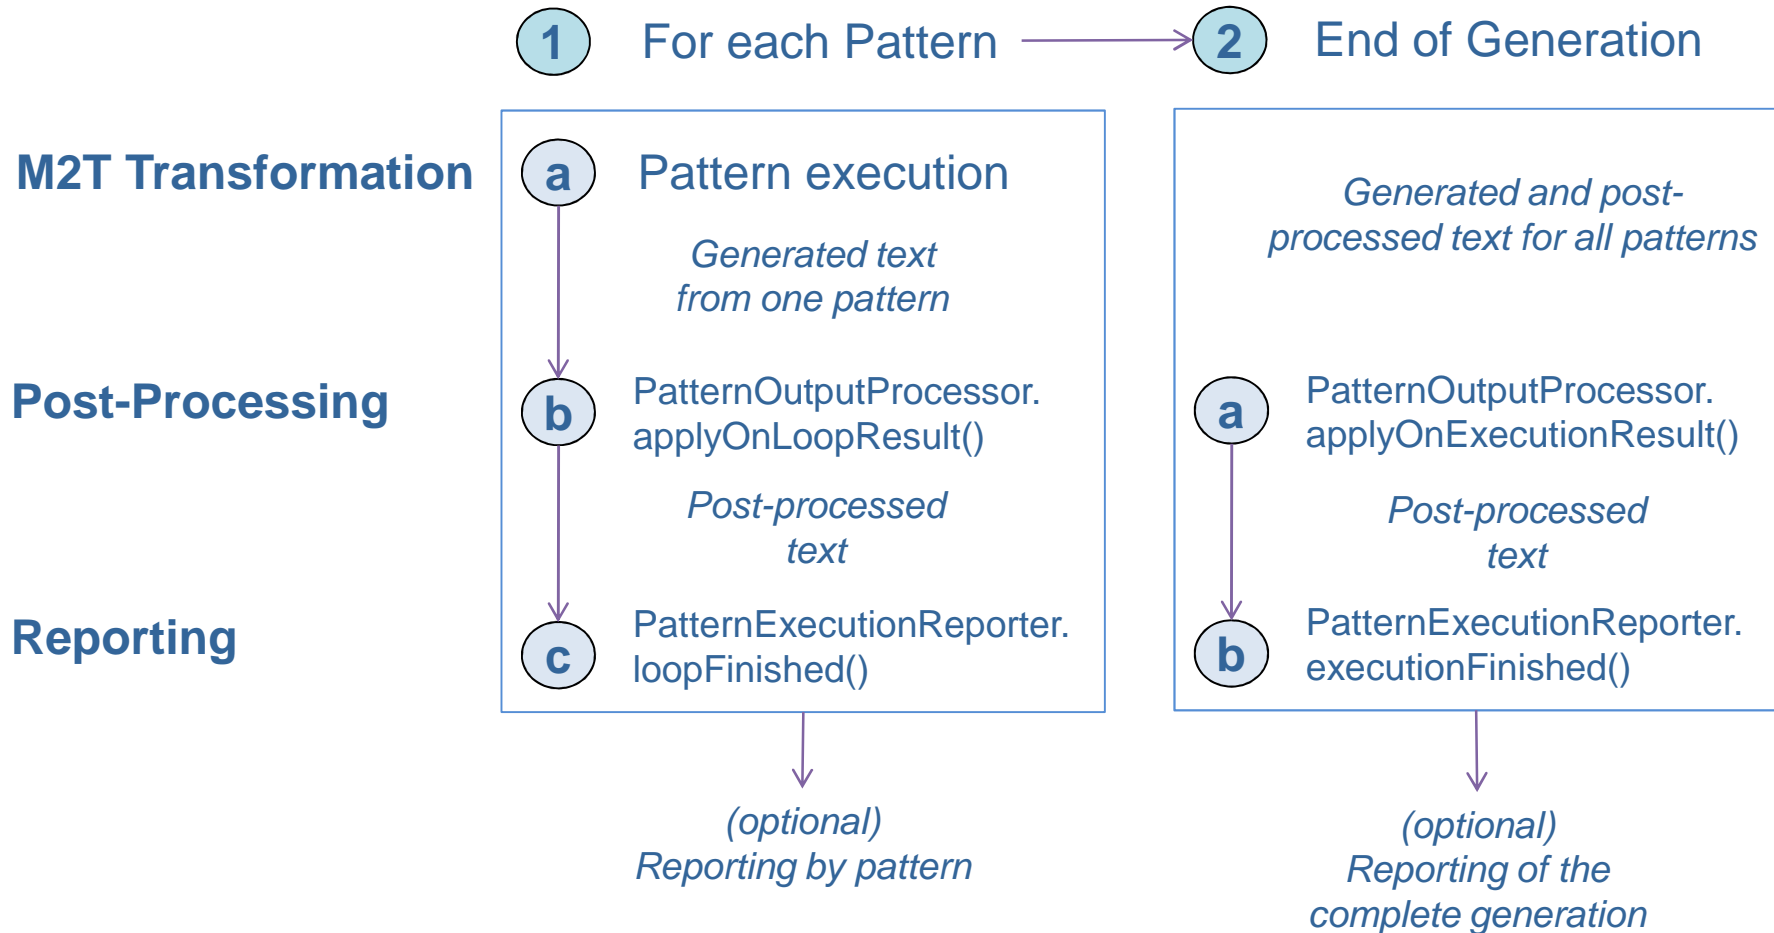 1 For each Pattern 2 End of Generation
M2T Transformation
a Pattern execution
Generated text
from one pattern
Generated and post-
processed text for all patterns
Post-Processing
b PatternOutputProcessor.
applyOnLoopResult()
a PatternOutputProcessor.
applyOnExecutionResult()
Post-processed
text
Post-processed
text
Reporting
c PatternExecutionReporter.
loopFinished()
b PatternExecutionReporter.
executionFinished()
(optional)
Reporting by pattern
(optional)
Reporting of the
complete generation